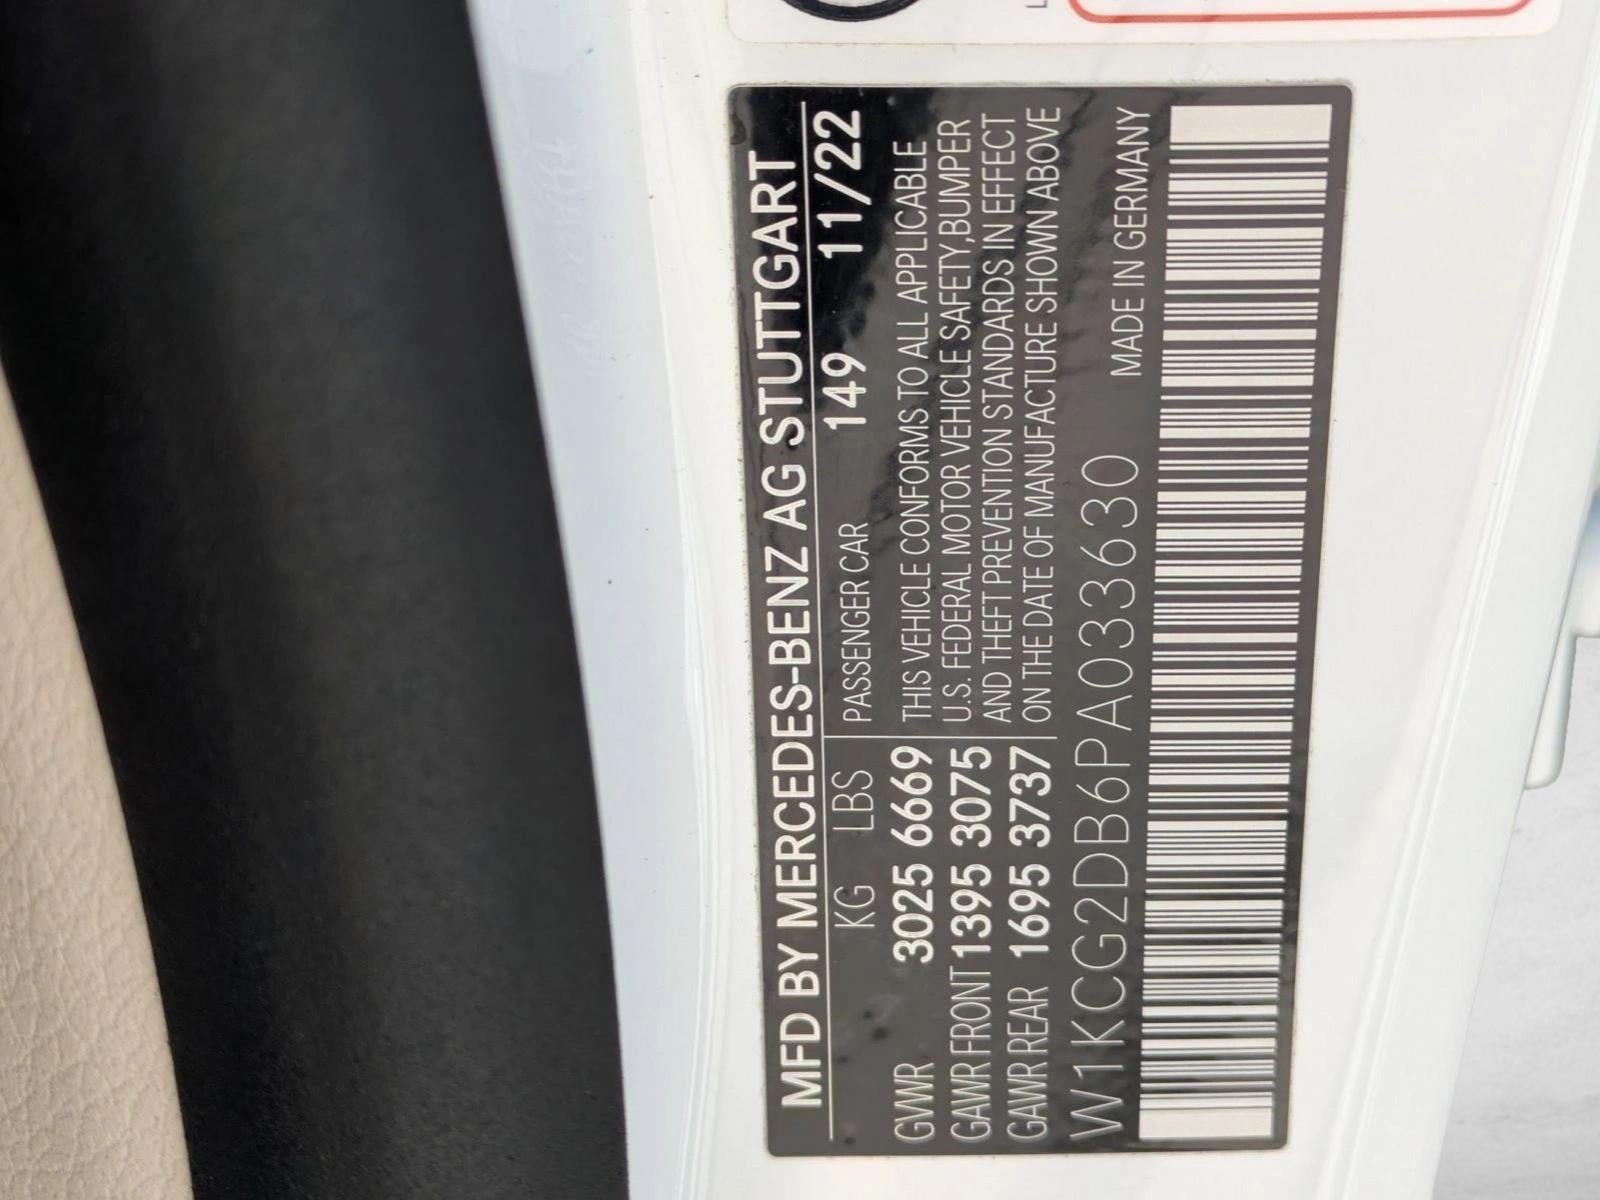 MFD BY MERCEDES-BENZ AG STUTTGART
KG LBS PASSENGER CAR 149 11/22
GVWR 3025 6669
GAWR FRONT 1395 3075
GAWR REAR 1695 3737
THIS VEHICLE CONFORMS TO ALL APPLICABLE
U.S. FEDERAL MOTOR VEHICLE SAFETY,BUMPER
AND THEFT PREVENTION STANDARDS IN EFFECT
ON THE DATE OF MANUFACTURE SHOWN ABOVE
W1KCG2DB6PA033630 MADE IN GERMANY